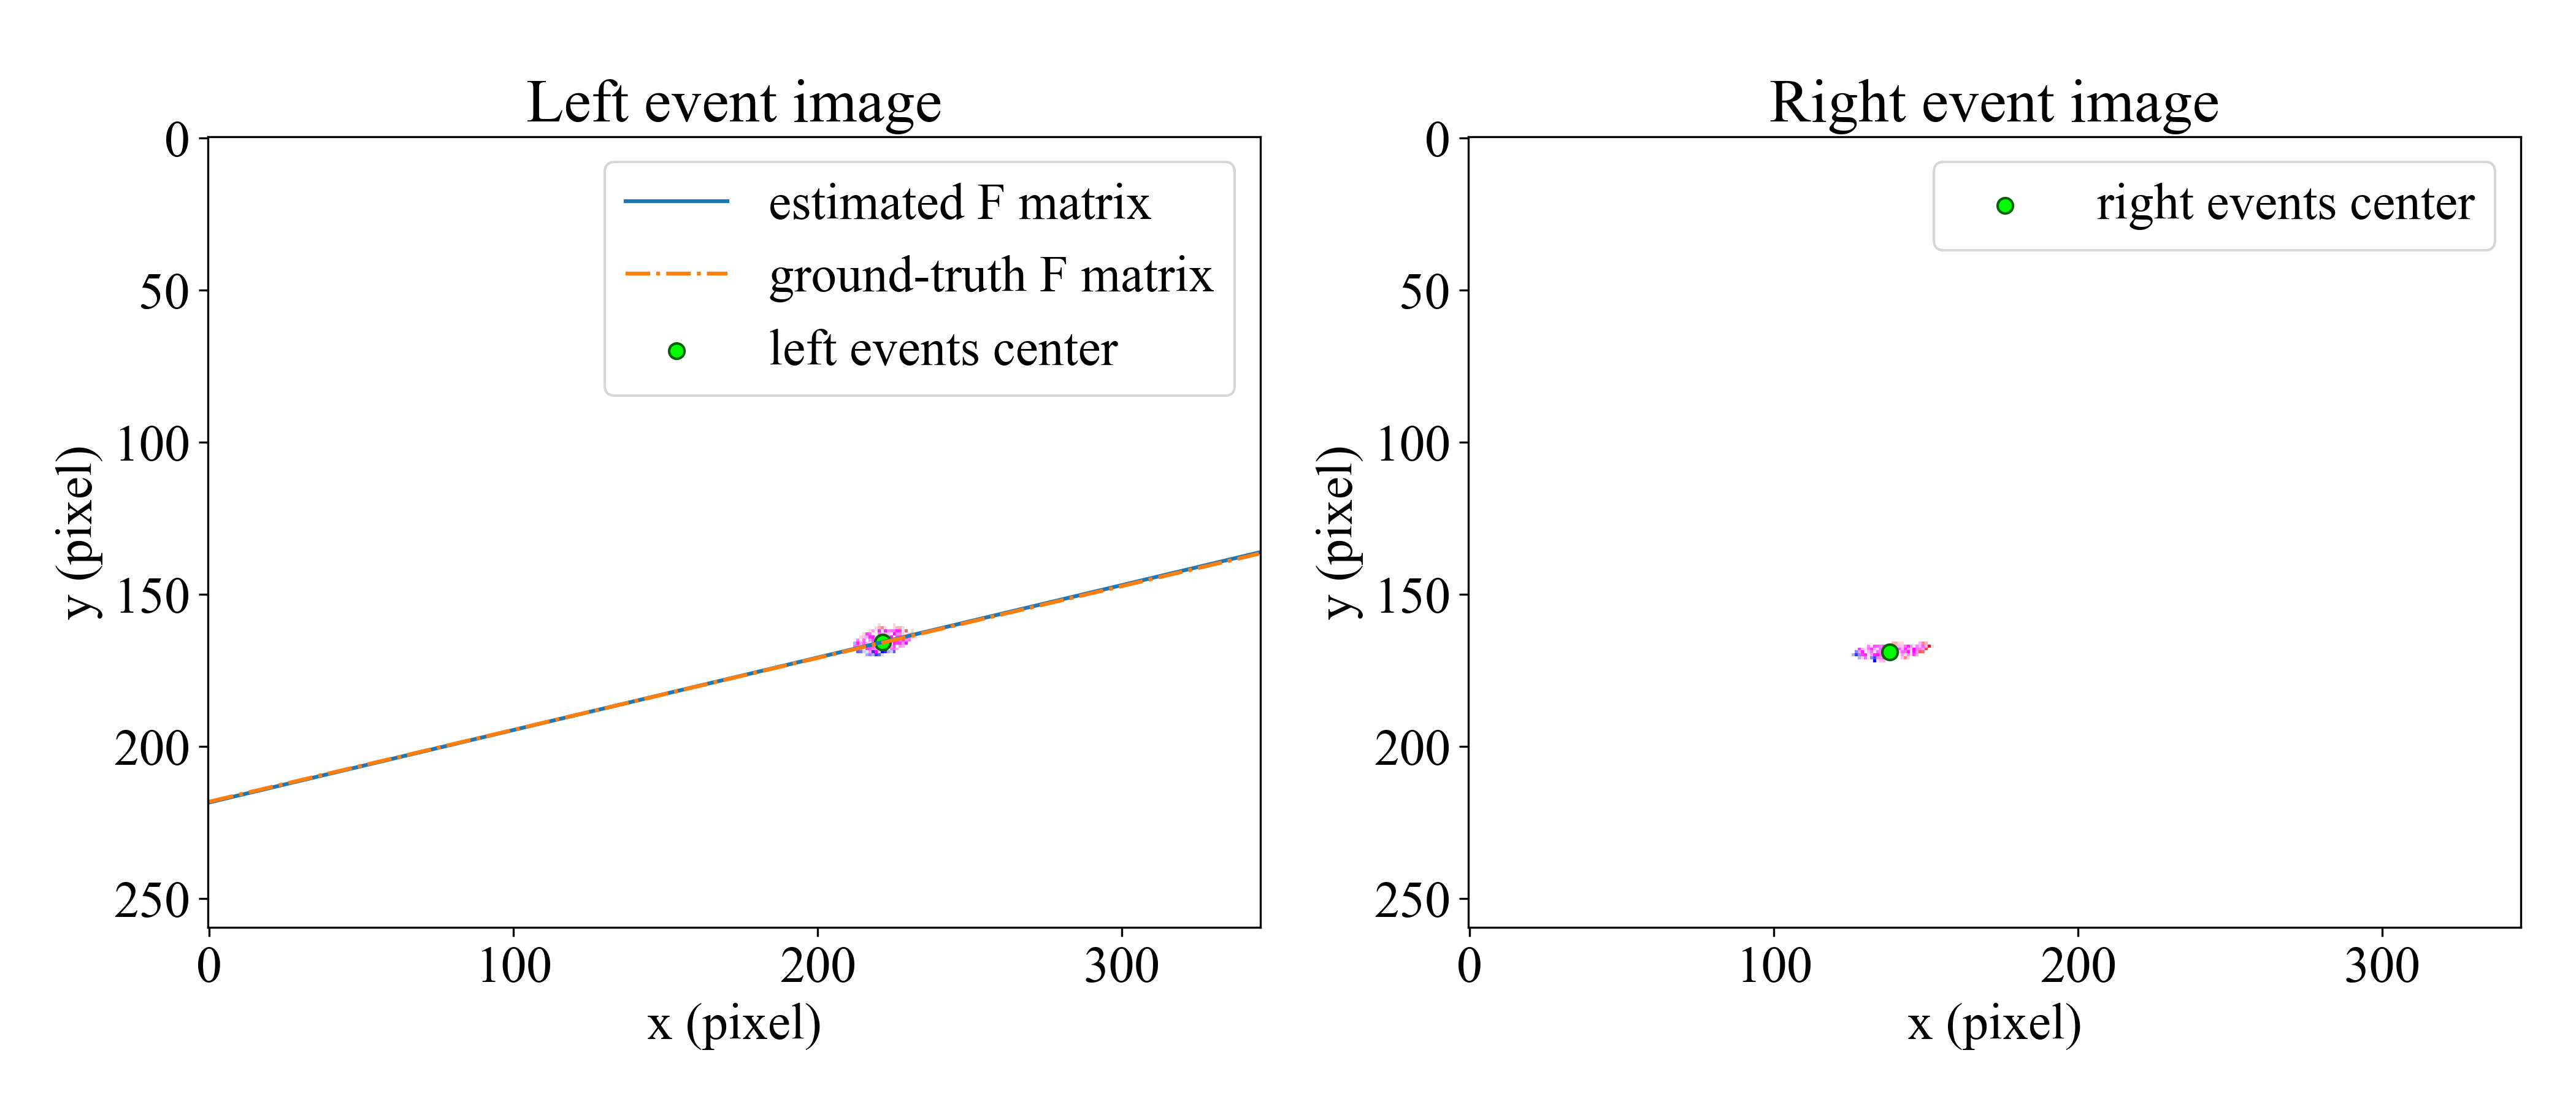 Left event image
0
50
100
150
200
250
y (pixel)
estimated F matrix
ground-truth F matrix
left events center
0 100 200 300
x (pixel)
Right event image
0
50
100
150
200
250
y (pixel)
right events center
0 100 200 300
x (pixel)